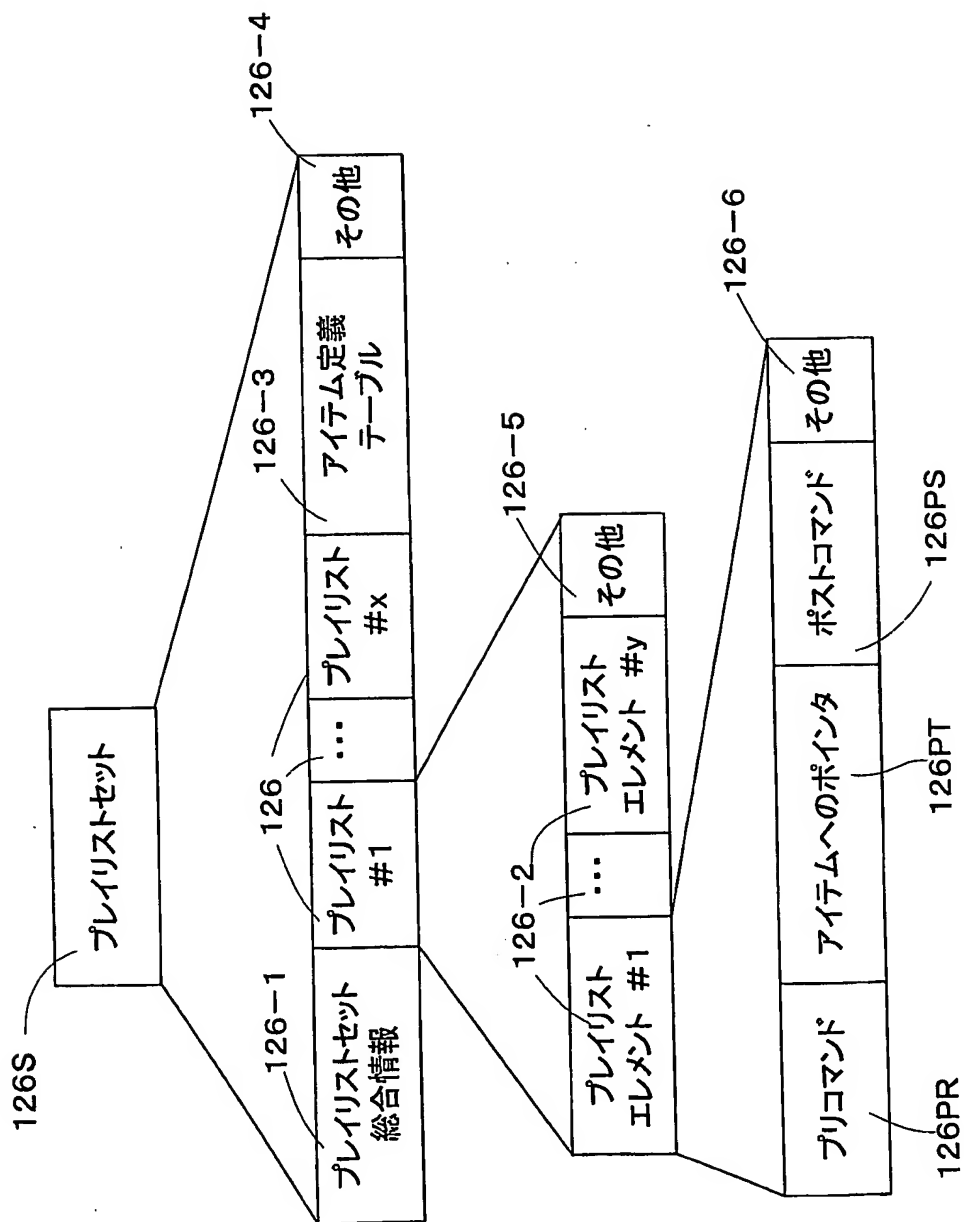 126S
プレイリストセット
126-1
126
126-3
126-4
プレイリストセット
総合情報
プレイリスト
#1
...
プレイリスト
#x
アイテム定義
テーブル
その他
126-2
126-5
プレイリスト
エレメント #1
...
プレイリスト
エレメント #y
その他
126-6
プリコマンド
アイテムへのポインタ
ポストコマンド
その他
126PR
126PT
126PS